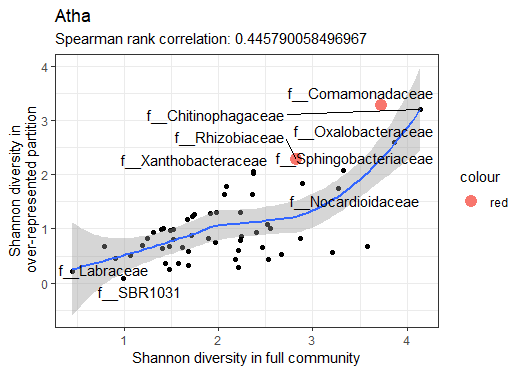 Atha
Spearman rank correlation: 0.445790058496967
f__Comamonadaceae
f__Chitinophagaceae
f__Rhizobiaceae
f__Oxalobacteraceae
f__Xanthobacteraceae
f__Sphingobacteriaceae
f__Nocardioidaceae
f__Labraceae
f__SBR1031
4
3
2
1
0
1
2
3
4
Shannon diversity in full community
Shannon diversity in
over-represented partition
colour
red